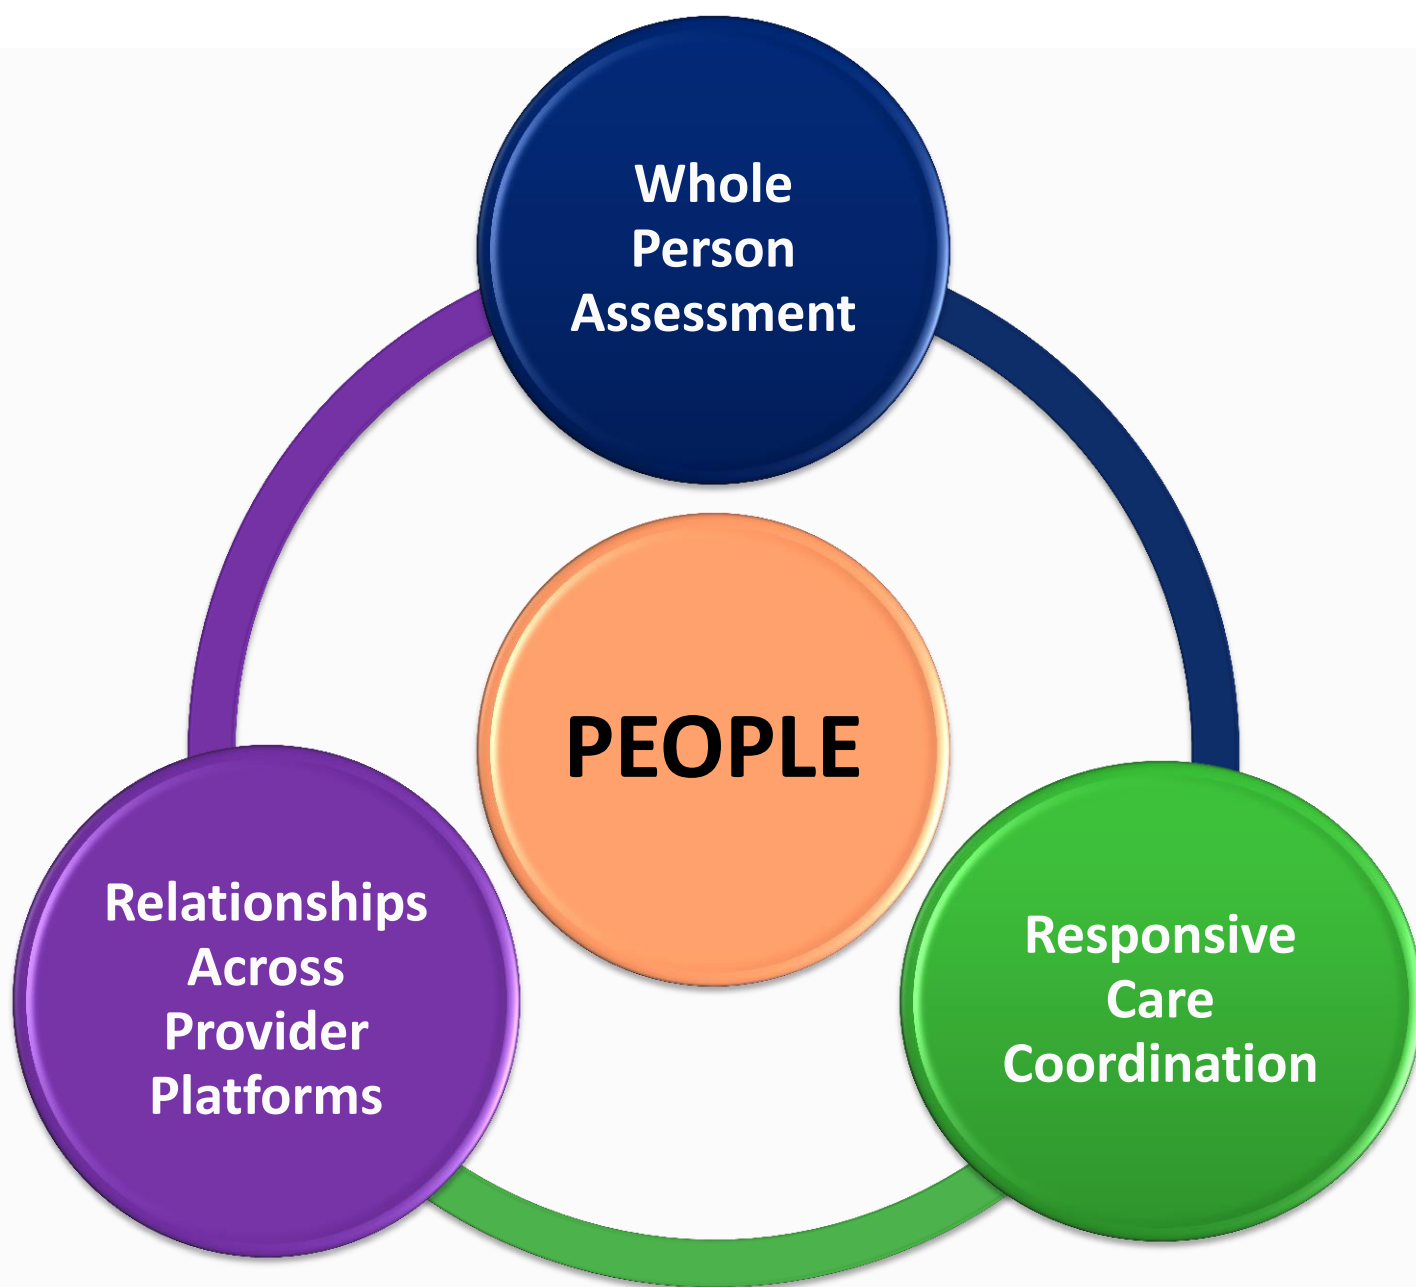 Whole
Person
Assessment
PEOPLE
Relationships
Across
Provider
Platforms
Responsive
Care
Coordination